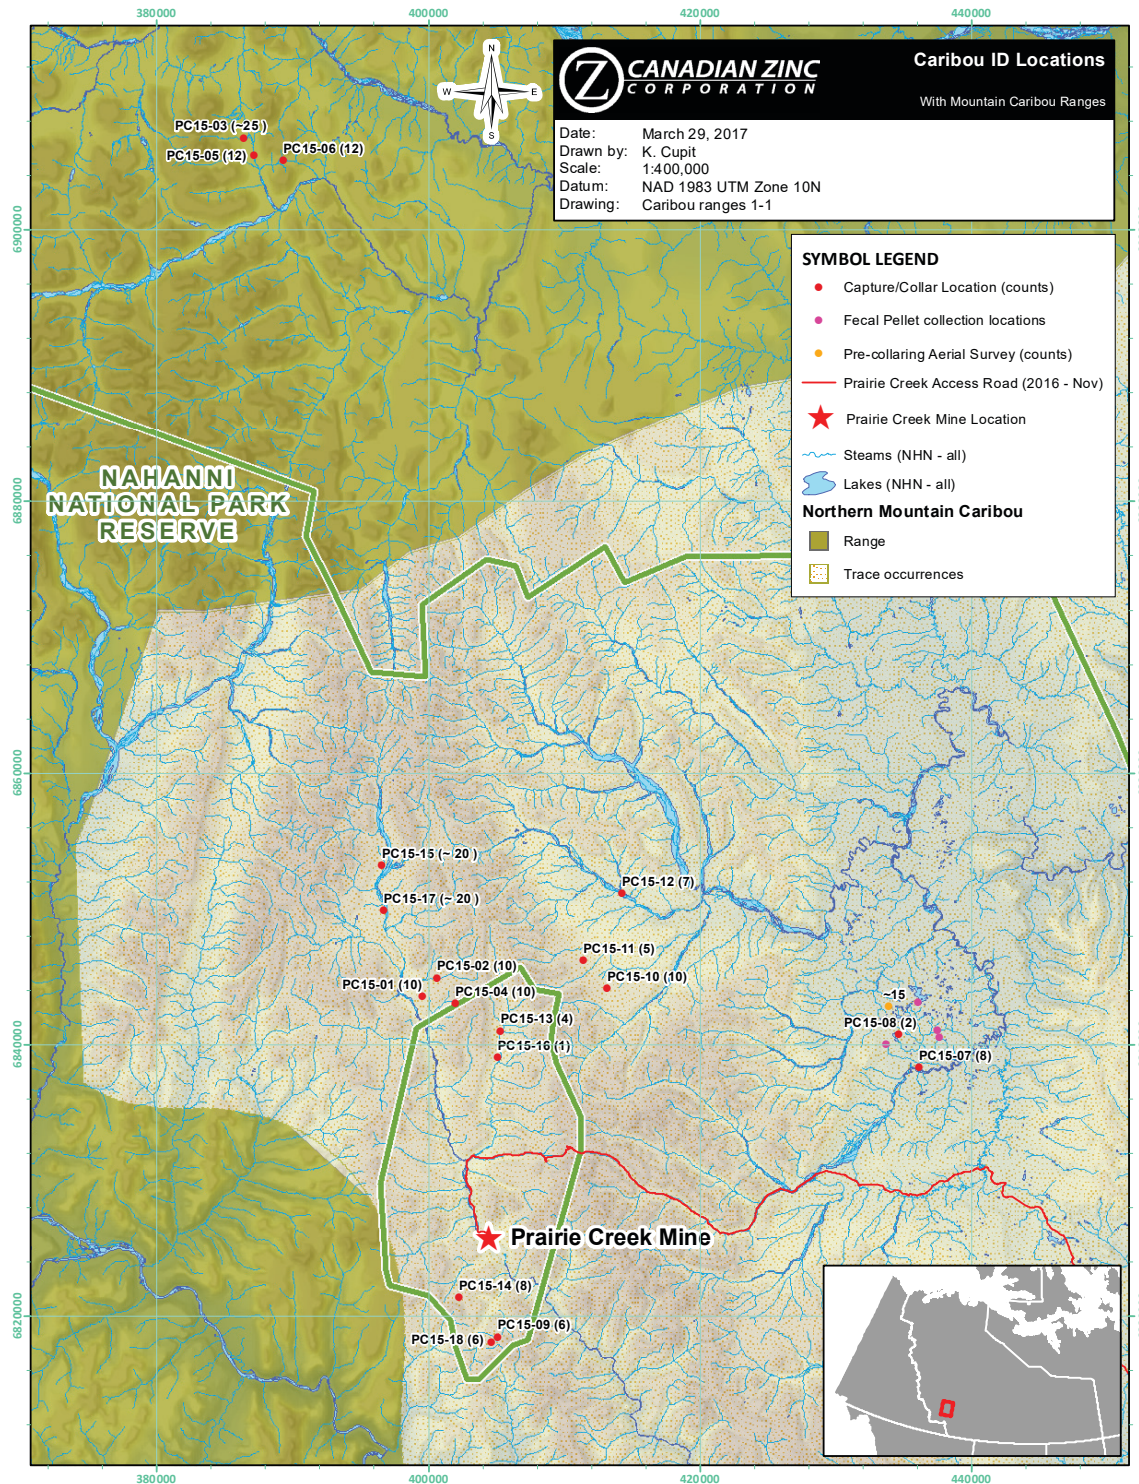 380000
400000
420000
440000
N
W
E
S
Z
CANADIAN ZINC
CORPORATION
Caribou ID Locations
With Mountain Caribou Ranges
Date: March 29, 2017
Drawn by: K. Cupit
Scale: 1:400,000
Datum: NAD 1983 UTM Zone 10N
Drawing: Caribou ranges 1-1
PC15-03 (~25 )
PC15-05 (12)
PC15-06 (12)
6900000
SYMBOL LEGEND
Capture/Collar Location (counts)
Fecal Pellet collection locations
Pre-collaring Aerial Survey (counts)
Prairie Creek Access Road (2016 - Nov)
Prairie Creek Mine Location
Steams (NHN - all)
Lakes (NHN - all)
Northern Mountain Caribou
Range
Trace occurrences
NAHANNI
NATIONAL PARK
RESERVE
6880000
6860000
PC15-15 (~ 20 )
PC15-17 (~ 20 )
PC15-12 (7)
PC15-11 (5)
PC15-10 (10)
PC15-02 (10)
PC15-01 (10)
PC15-04 (10)
PC15-13 (4)
PC15-16 (1)
~15
PC15-08 (2)
PC15-07 (8)
6840000
Prairie Creek Mine
PC15-14 (8)
PC15-09 (6)
PC15-18 (6)
6820000
380000
400000
420000
440000